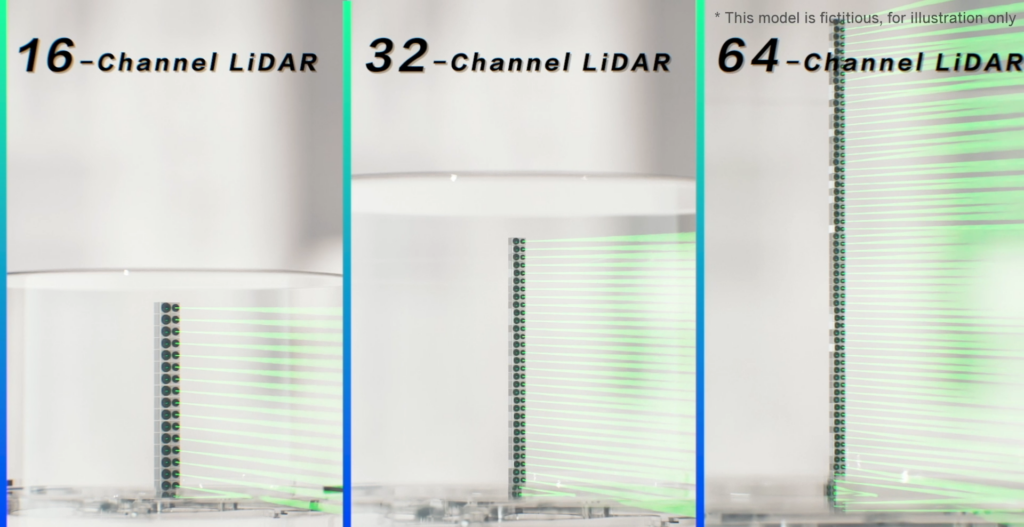 * This model is fictitious, for illustration only
16-Channel LiDAR
32-Channel LiDAR
64-Channel LiDAR